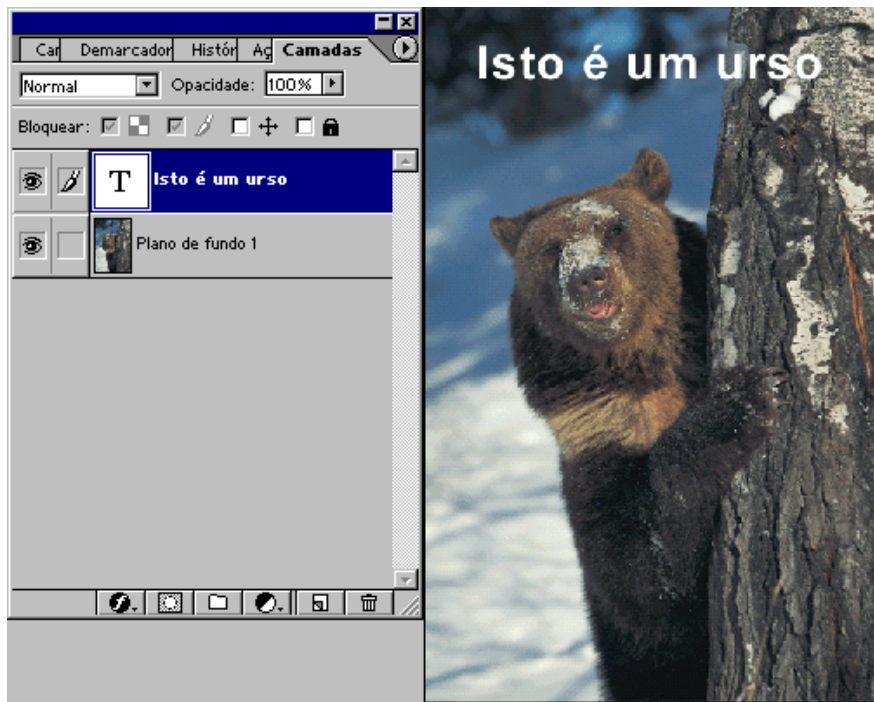 Car Demarcador Histór Aç Camadas
Normal Opacidade: 100%
Bloquear:
T Isto é um urso
Plano de fundo 1
Isto é um urso